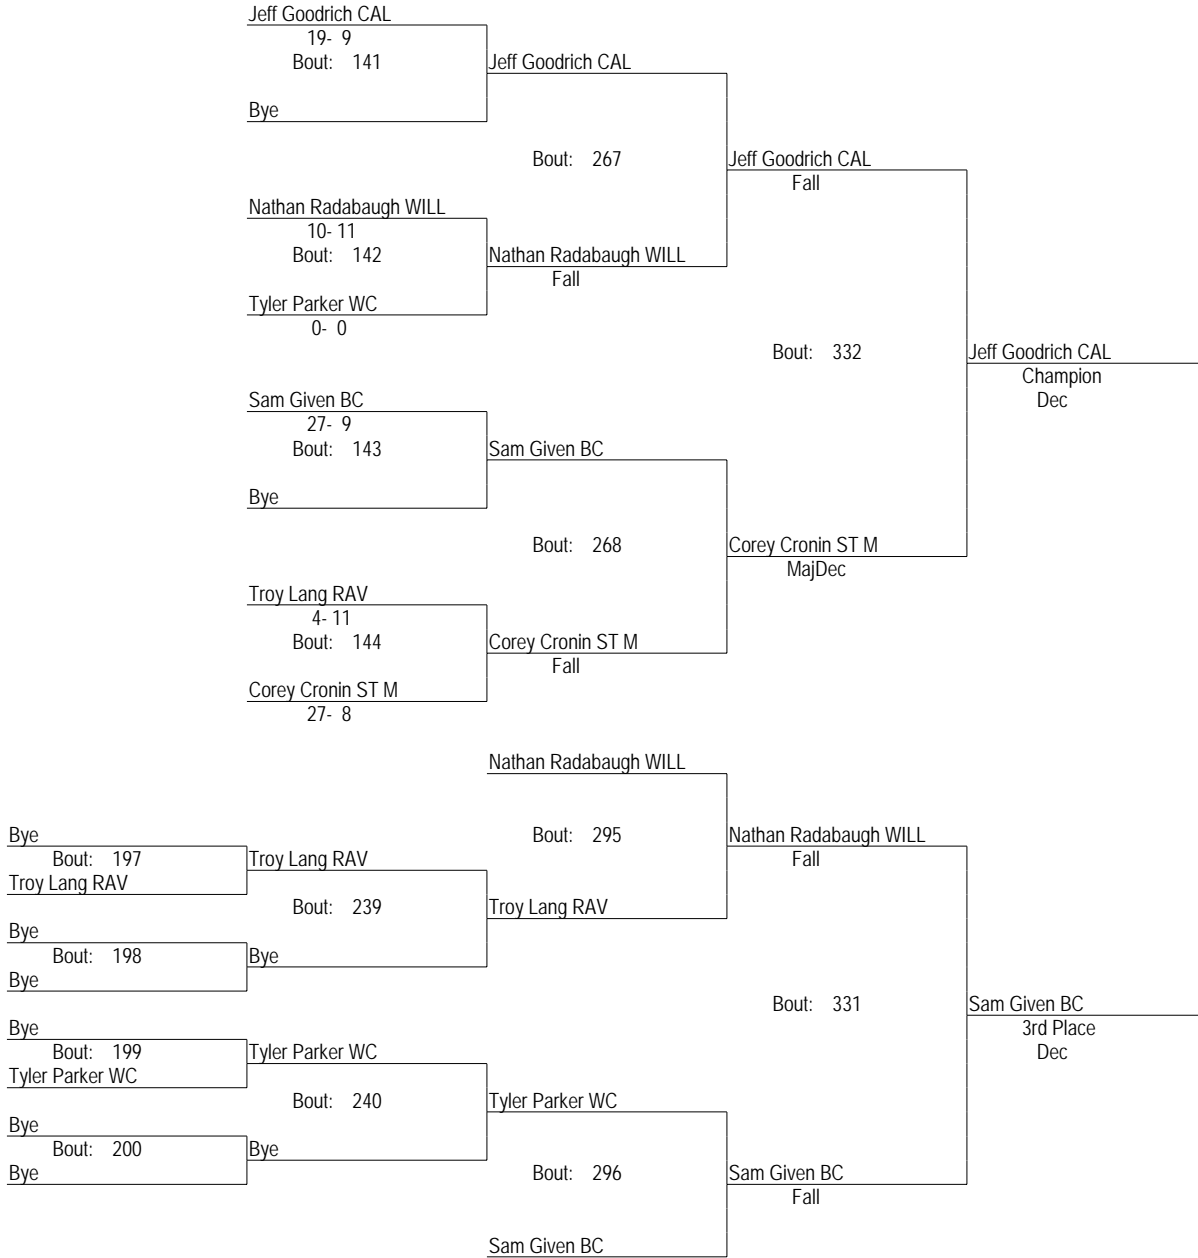 Jeff Goodrich CAL
19- 9
Bout: 141
Jeff Goodrich CAL
Bye
Bout: 267
Jeff Goodrich CAL
Fall
Nathan Radabaugh WILL
10- 11
Bout: 142
Nathan Radabaugh WILL
Fall
Tyler Parker WC
0- 0
Bout: 332
Jeff Goodrich CAL
Champion
Dec
Sam Given BC
27- 9
Bout: 143
Sam Given BC
Bye
Bout: 268
Corey Cronin ST M
MajDec
Troy Lang RAV
4- 11
Bout: 144
Corey Cronin ST M
Fall
Corey Cronin ST M
27- 8
Nathan Radabaugh WILL
Bout: 295
Nathan Radabaugh WILL
Fall
Bye
Bout: 197
Troy Lang RAV
Troy Lang RAV
Bout: 239
Troy Lang RAV
Bye
Bout: 198
Bye
Bye
Bout: 331
Sam Given BC
3rd Place
Dec
Bye
Bout: 199
Tyler Parker WC
Tyler Parker WC
Bout: 240
Tyler Parker WC
Bye
Bout: 200
Bye
Bye
Bout: 296
Sam Given BC
Fall
Sam Given BC